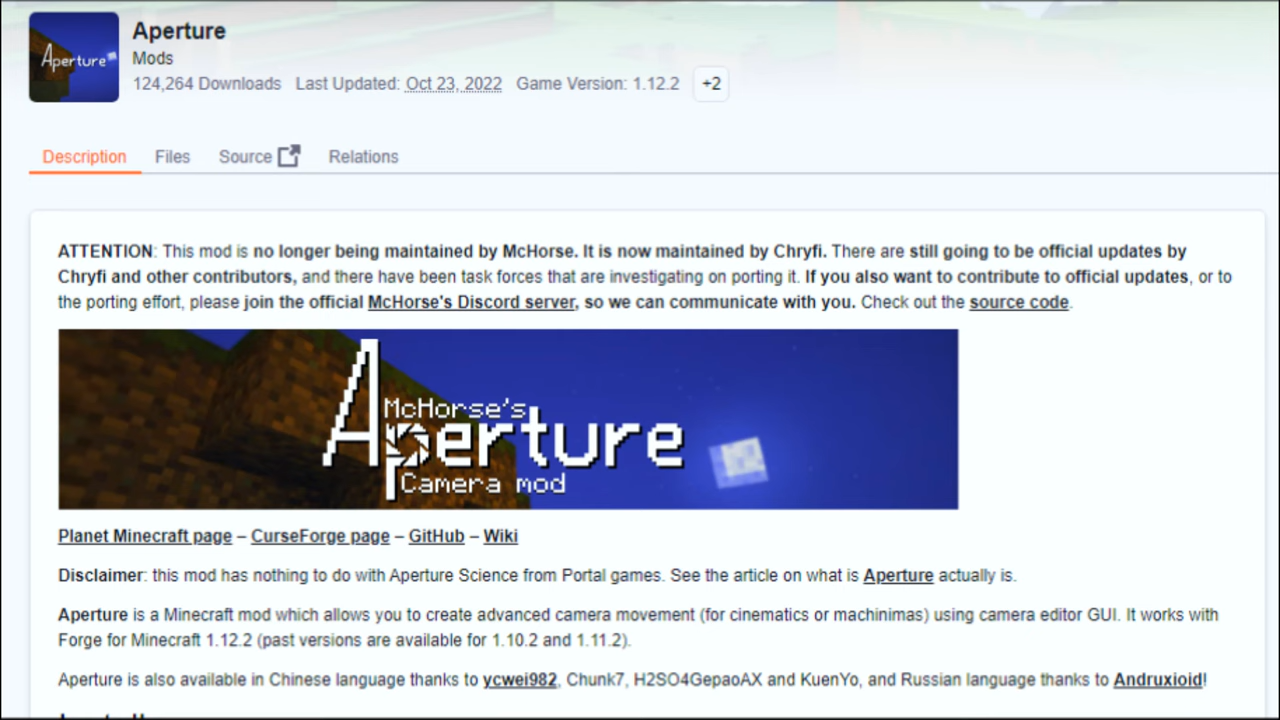 Aperture
Aperture
Mods
124,264 Downloads Last Updated: Oct 23, 2022 Game Version: 1.12.2 +2
Description Files Source Relations
ATTENTION: This mod is no longer being maintained by McHorse. It is now maintained by Chryfi. There are still going to be official updates by
Chryfi and other contributors, and there have been task forces that are investigating on porting it. If you also want to contribute to official updates, or to
the porting effort, please join the official McHorse's Discord server, so we can communicate with you. Check out the source code.
McHorse's
Aperture
Camera mod
Planet Minecraft page – CurseForge page – GitHub – Wiki
Disclaimer: this mod has nothing to do with Aperture Science from Portal games. See the article on what is Aperture actually is.
Aperture is a Minecraft mod which allows you to create advanced camera movement (for cinematics or machinimas) using camera editor GUI. It works with
Forge for Minecraft 1.12.2 (past versions are available for 1.10.2 and 1.11.2).
Aperture is also available in Chinese language thanks to ycwei982, Chunk7, H2SO4GepaoAX and KuenYo, and Russian language thanks to Andruxioid!